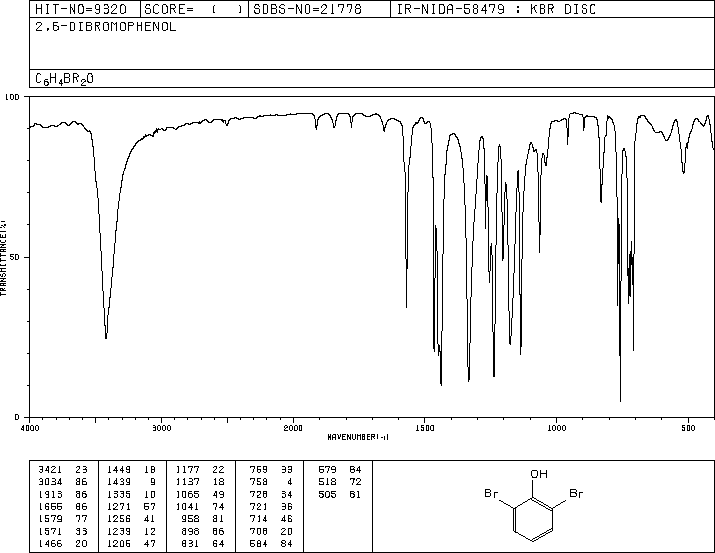 HIT-NO=9320 SCORE= ( ) SDBS-NO=21778 IR-NIDA-58479 : KBR DISC
2,6-DIBROMOPHENOL
C6H4BR2O
100
50
0
TRANSMITTANCE(%)
4000 3000 2000 1500 1000 500
WAVENUMBER(-1)
3421 23 1449 18 1177 22 769 33 679 84
3034 86 1439 9 1137 18 758 4 518 72
1913 86 1335 10 1065 49 728 34 505 81
1655 86 1271 57 1041 74 721 36
1579 77 1256 41 958 81 714 46
1571 33 1239 12 898 86 708 20
1466 20 1205 47 831 64 684 84
OH
Br Br